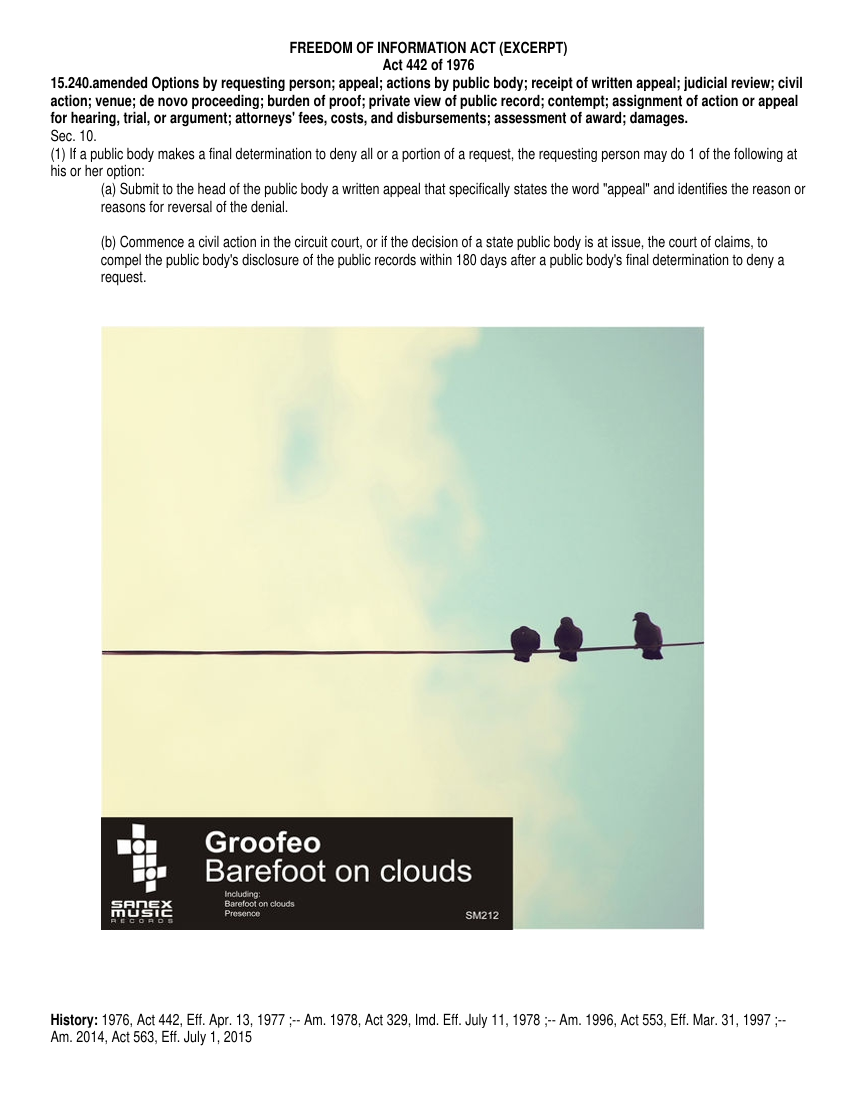 FREEDOM OF INFORMATION ACT (EXCERPT)
Act 442 of 1976
15.240.amended Options by requesting person; appeal; actions by public body; receipt of written appeal; judicial review; civil
action; venue; de novo proceeding; burden of proof; private view of public record; contempt; assignment of action or appeal
for hearing, trial, or argument; attorneys' fees, costs, and disbursements; assessment of award; damages.
Sec. 10.
(1) If a public body makes a final determination to deny all or a portion of a request, the requesting person may do 1 of the following at
his or her option:
(a) Submit to the head of the public body a written appeal that specifically states the word "appeal" and identifies the reason or
reasons for reversal of the denial.
(b) Commence a civil action in the circuit court, or if the decision of a state public body is at issue, the court of claims, to
compel the public body's disclosure of the public records within 180 days after a public body's final determination to deny a
request.
Groofeo
Barefoot on clouds
Including:
Barefoot on clouds
Presence
SANEX
MUSIC
RECORDS
SM212
History: 1976, Act 442, Eff. Apr. 13, 1977 ;-- Am. 1978, Act 329, Imd. Eff. July 11, 1978 ;-- Am. 1996, Act 553, Eff. Mar. 31, 1997 ;--
Am. 2014, Act 563, Eff. July 1, 2015